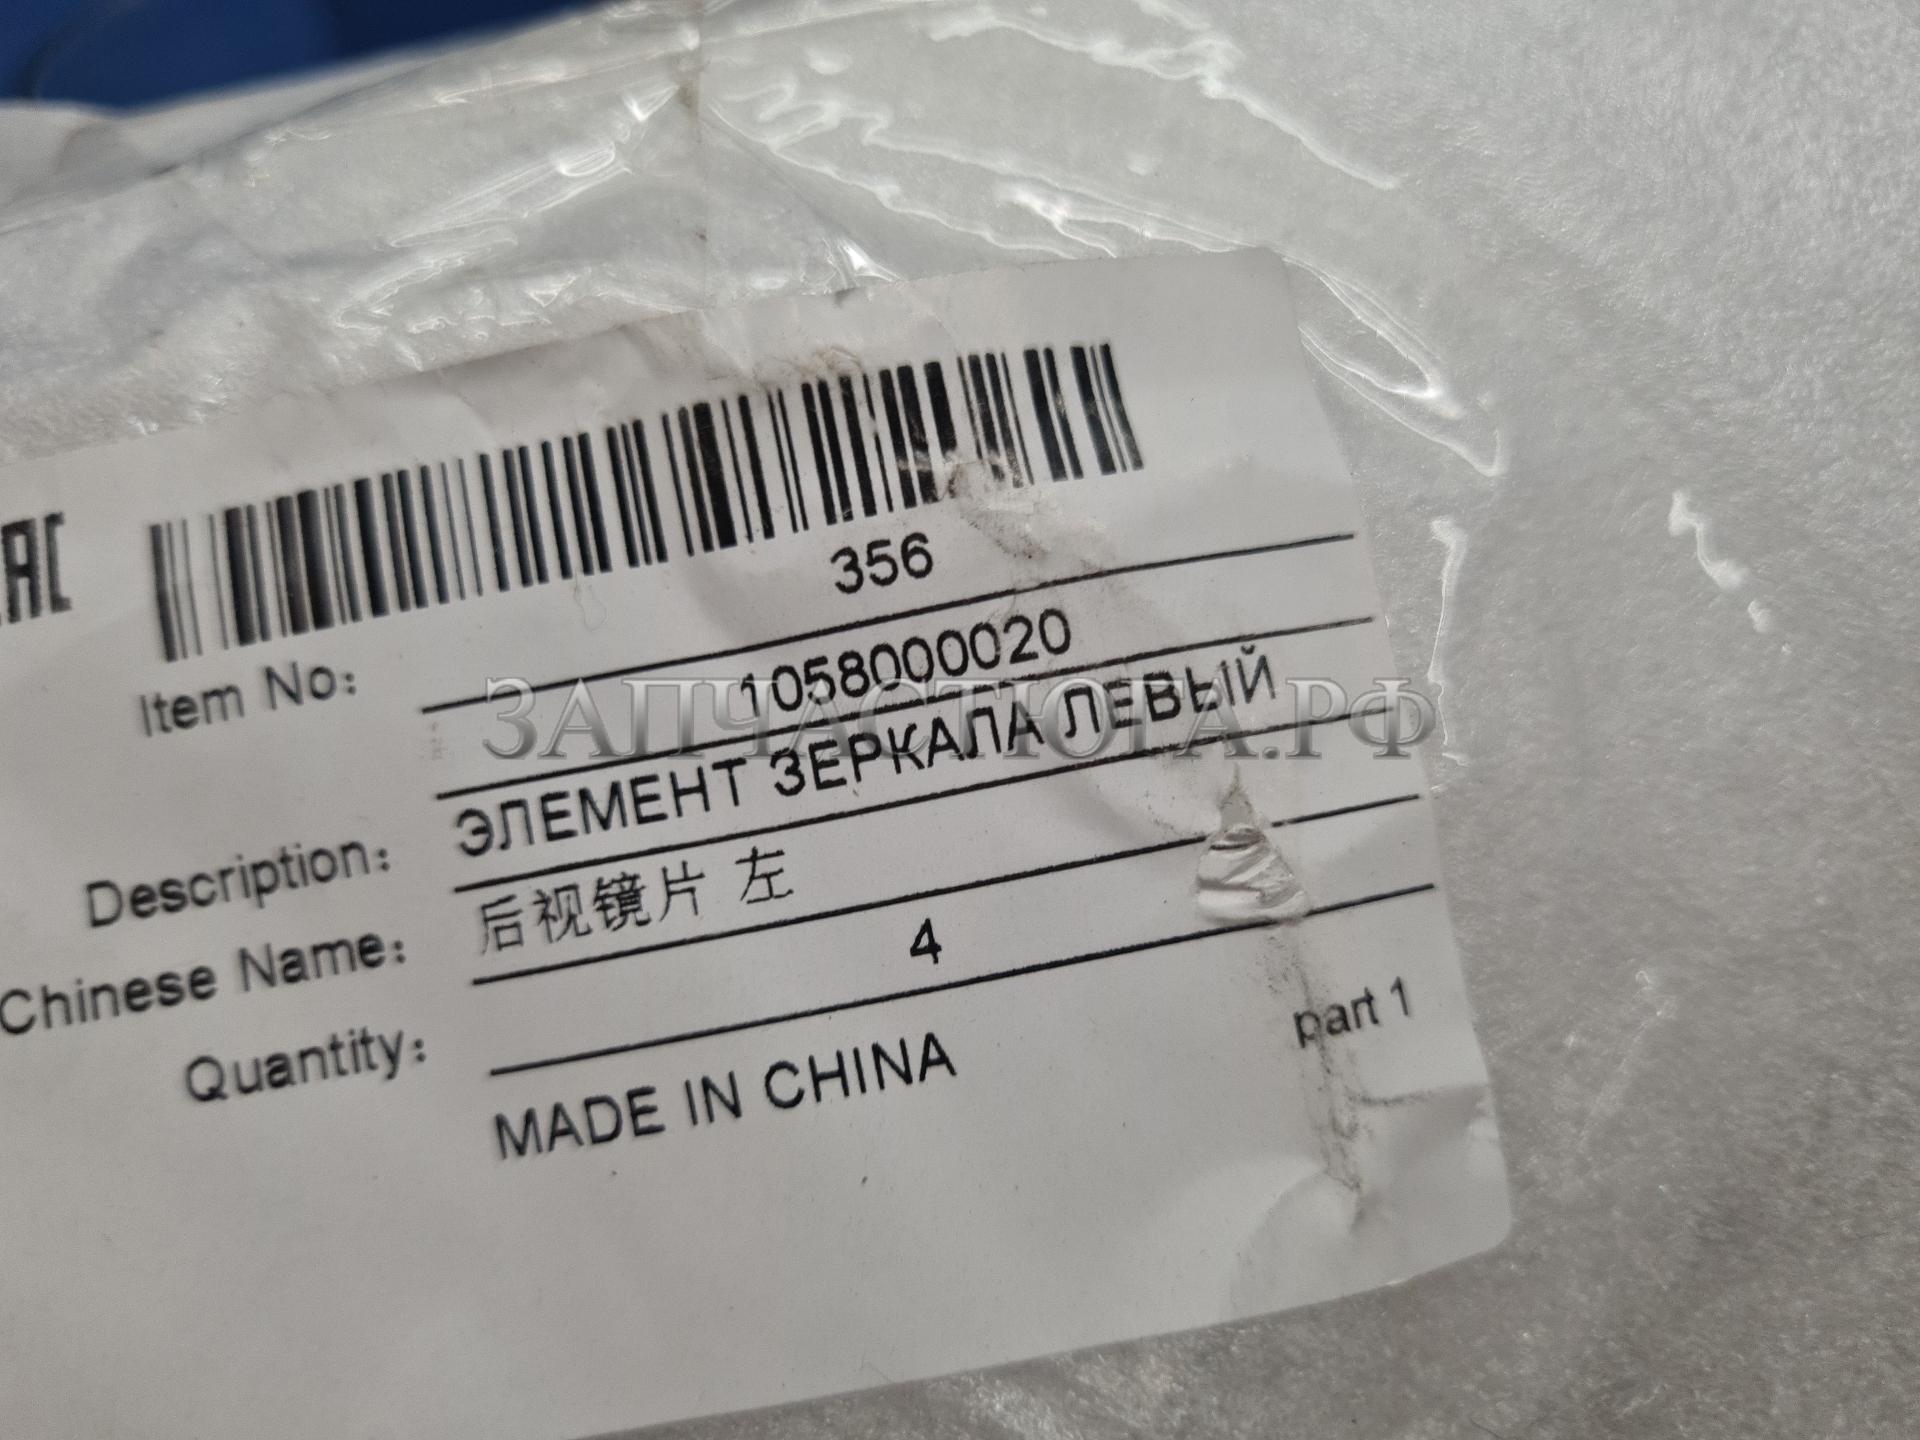 EAC
356
Item No:
1058000020
ЭЛЕМЕНТ ЗЕРКАЛА ЛЕВЫЙ
Description:
Chinese Name: 后视镜片 左
Quantity: 4
MADE IN CHINA
part 1
ЗАПЧАСТЮГА.РФ